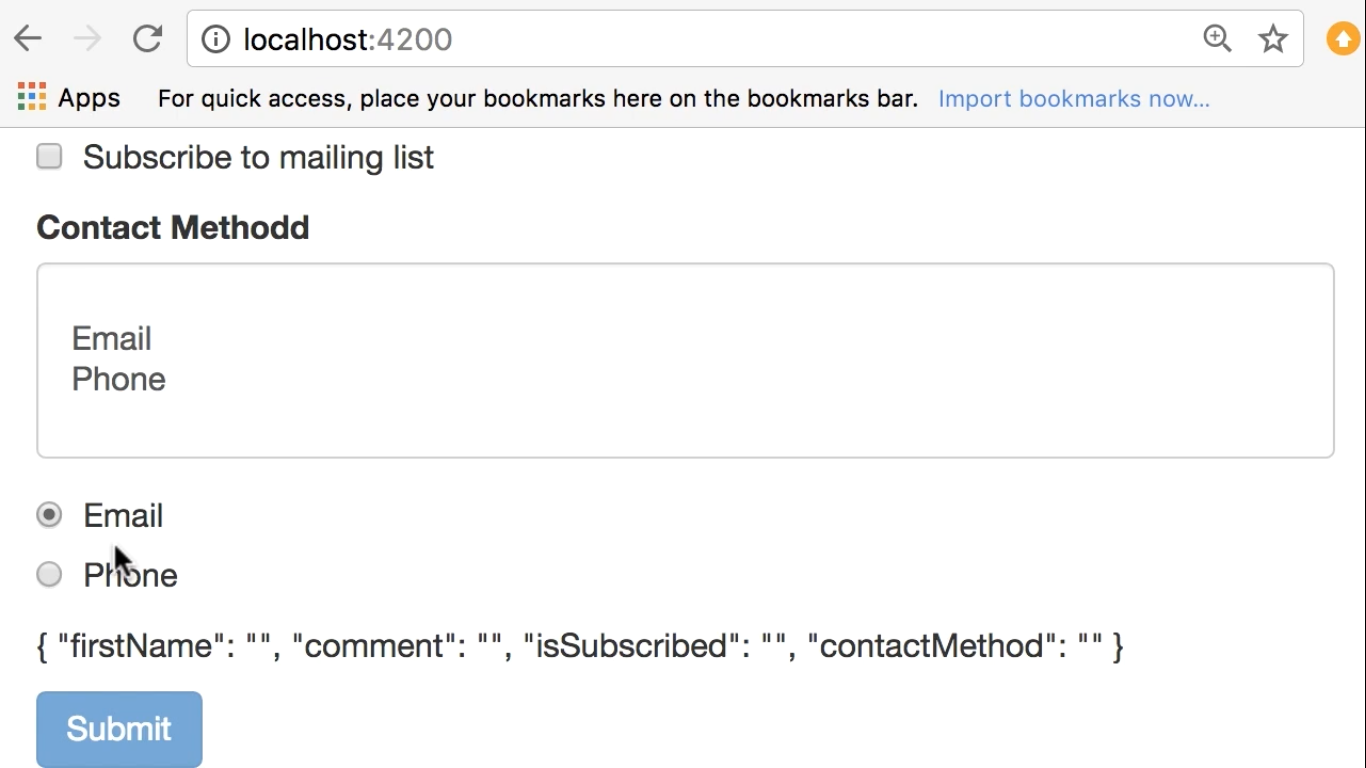 localhost:4200
Apps For quick access, place your bookmarks here on the bookmarks bar. Import bookmarks now...
Subscribe to mailing list
Contact Methodd
Email
Phone
Email
Phone
{ "firstName": "", "comment": "", "isSubscribed": "", "contactMethod": "" }
Submit